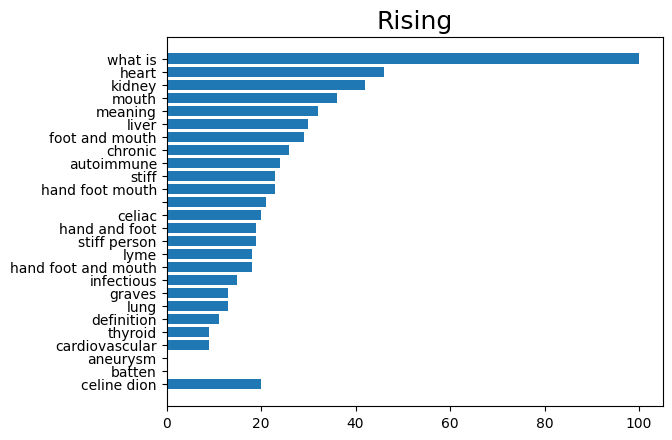 Rising
what is
heart
kidney
mouth
meaning
liver
foot and mouth
chronic
autoimmune
stiff
hand foot mouth
celiac
hand and foot
stiff person
lyme
hand foot and mouth
infectious
graves
lung
definition
thyroid
cardiovascular
aneurysm
batten
celine dion
0 20 40 60 80 100